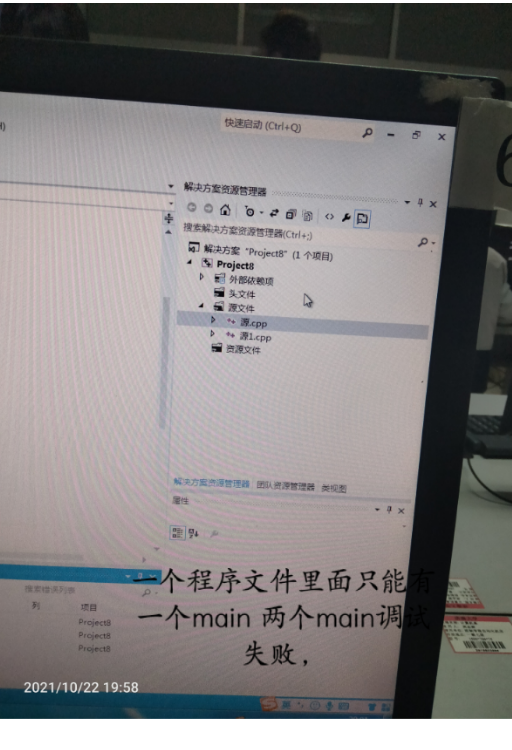 快速启动 (Ctrl+Q)
解决方案资源管理器
搜索解决方案资源管理器(Ctrl+;)
解决方案 "Project8" (1 个项目)
Project8
外部依赖项
头文件
源文件
源.cpp
源1.cpp
资源文件
解决方案资源管理器 团队资源管理器 类视图
属性
搜索错误列表
列 项目
Project8
Project8
Project8
一个程序文件里面只能有
一个main 两个main调试
失败，
2021/10/22 19:58